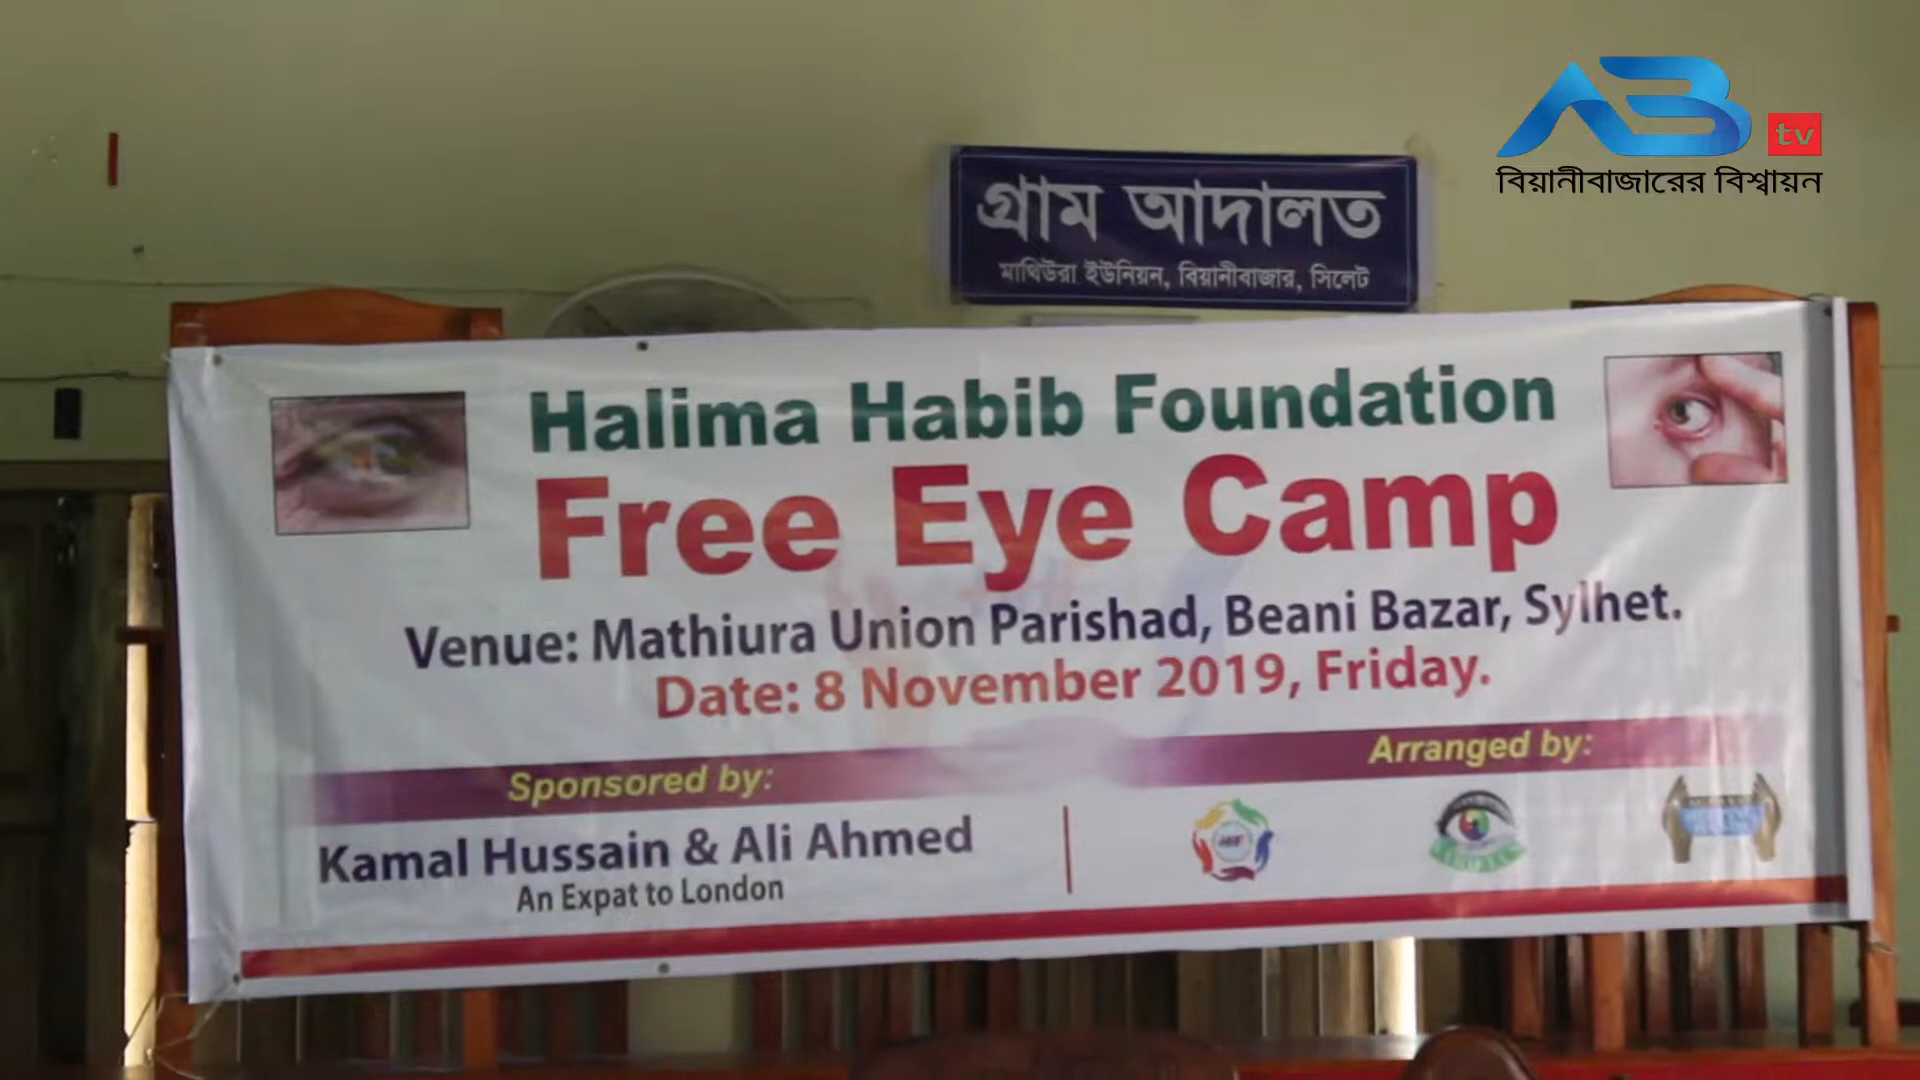 AB tv
বিয়ানীবাজারের বিশ্বায়ন
গ্রাম আদালত
মাথিউরা ইউনিয়ন, বিয়ানীবাজার, সিলেট
Halima Habib Foundation
Free Eye Camp
Venue: Mathiura Union Parishad, Beani Bazar, Sylhet.
Date: 8 November 2019, Friday.
Sponsored by:
Arranged by:
Kamal Hussain & Ali Ahmed
An Expat to London